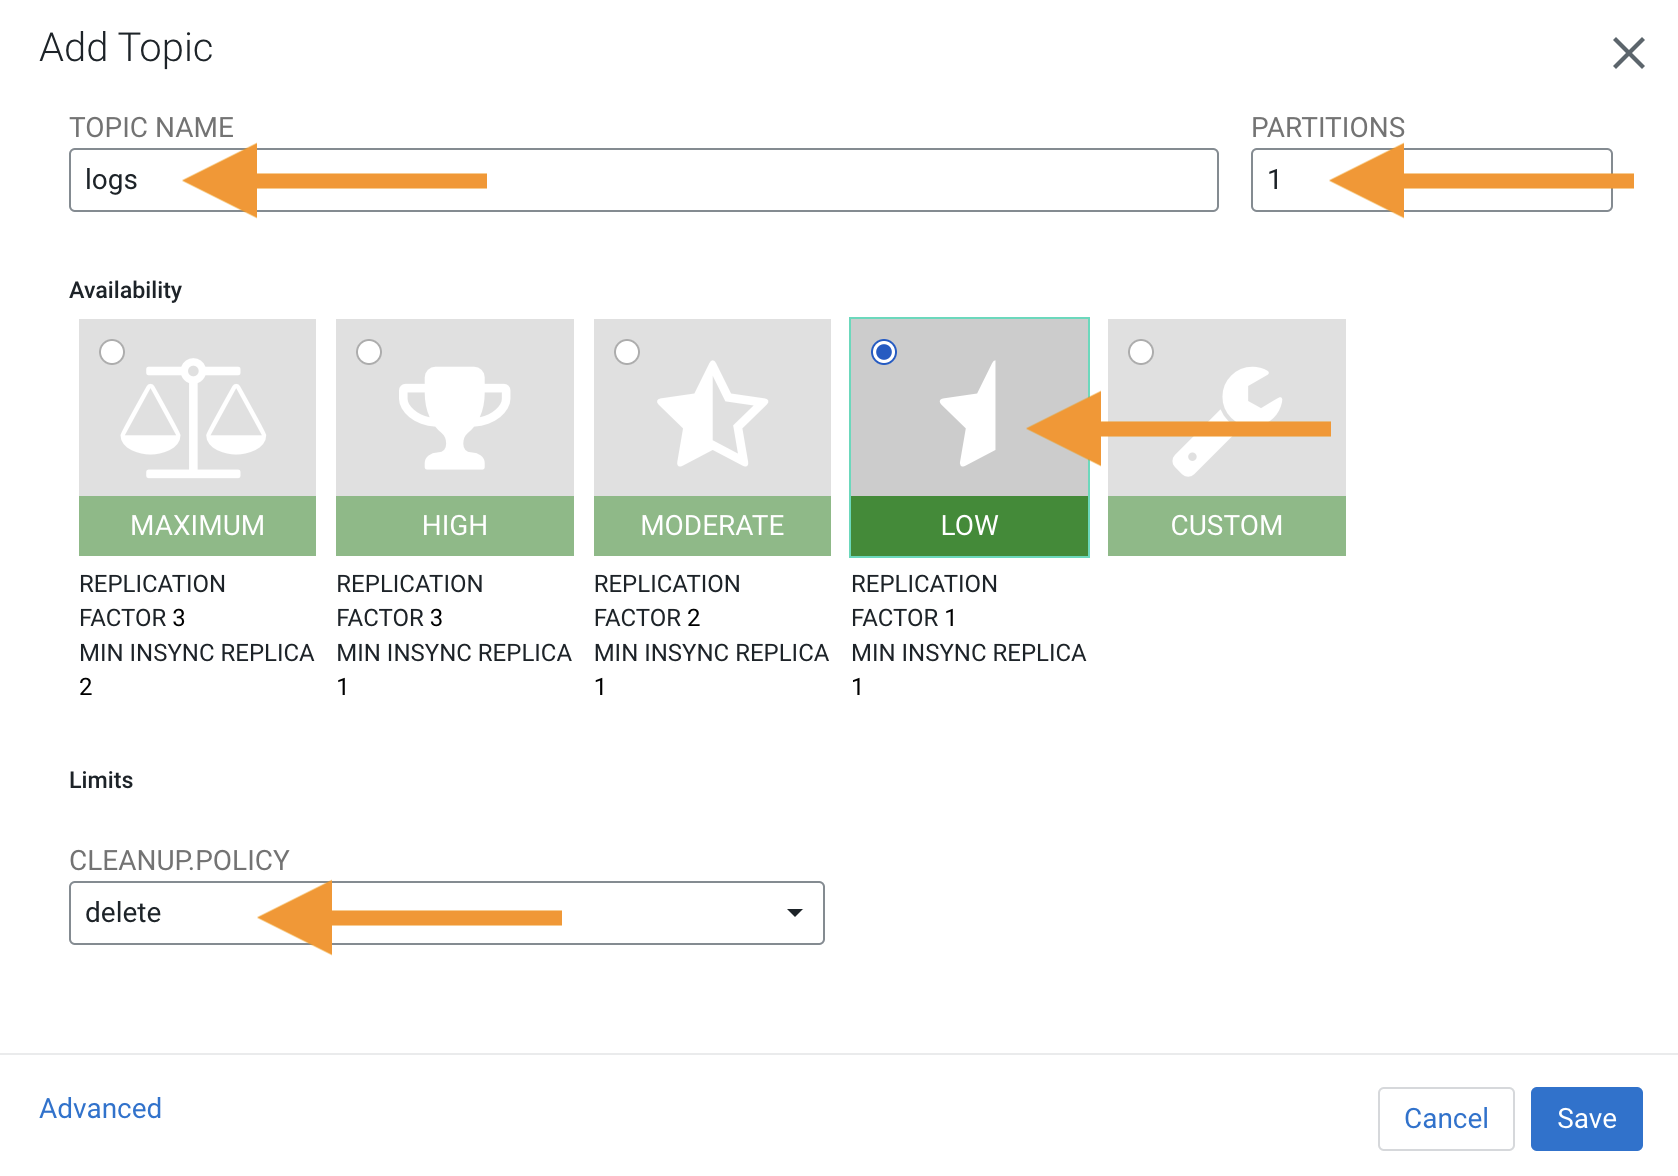 Add Topic
TOPIC NAME
PARTITIONS
logs
1
Availability
MAXIMUM
HIGH
MODERATE
LOW
CUSTOM
REPLICATION
FACTOR 3
MIN INSYNC REPLICA
2
REPLICATION
FACTOR 3
MIN INSYNC REPLICA
1
REPLICATION
FACTOR 2
MIN INSYNC REPLICA
1
REPLICATION
FACTOR 1
MIN INSYNC REPLICA
1
Limits
CLEANUP.POLICY
delete
Advanced
Cancel
Save